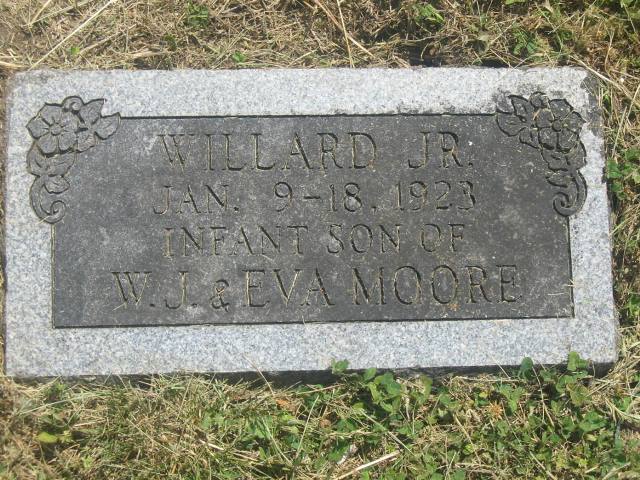 WILLARD JR.
JAN. 9-18, 1923
INFANT SON OF
W.J. & EVA MOORE